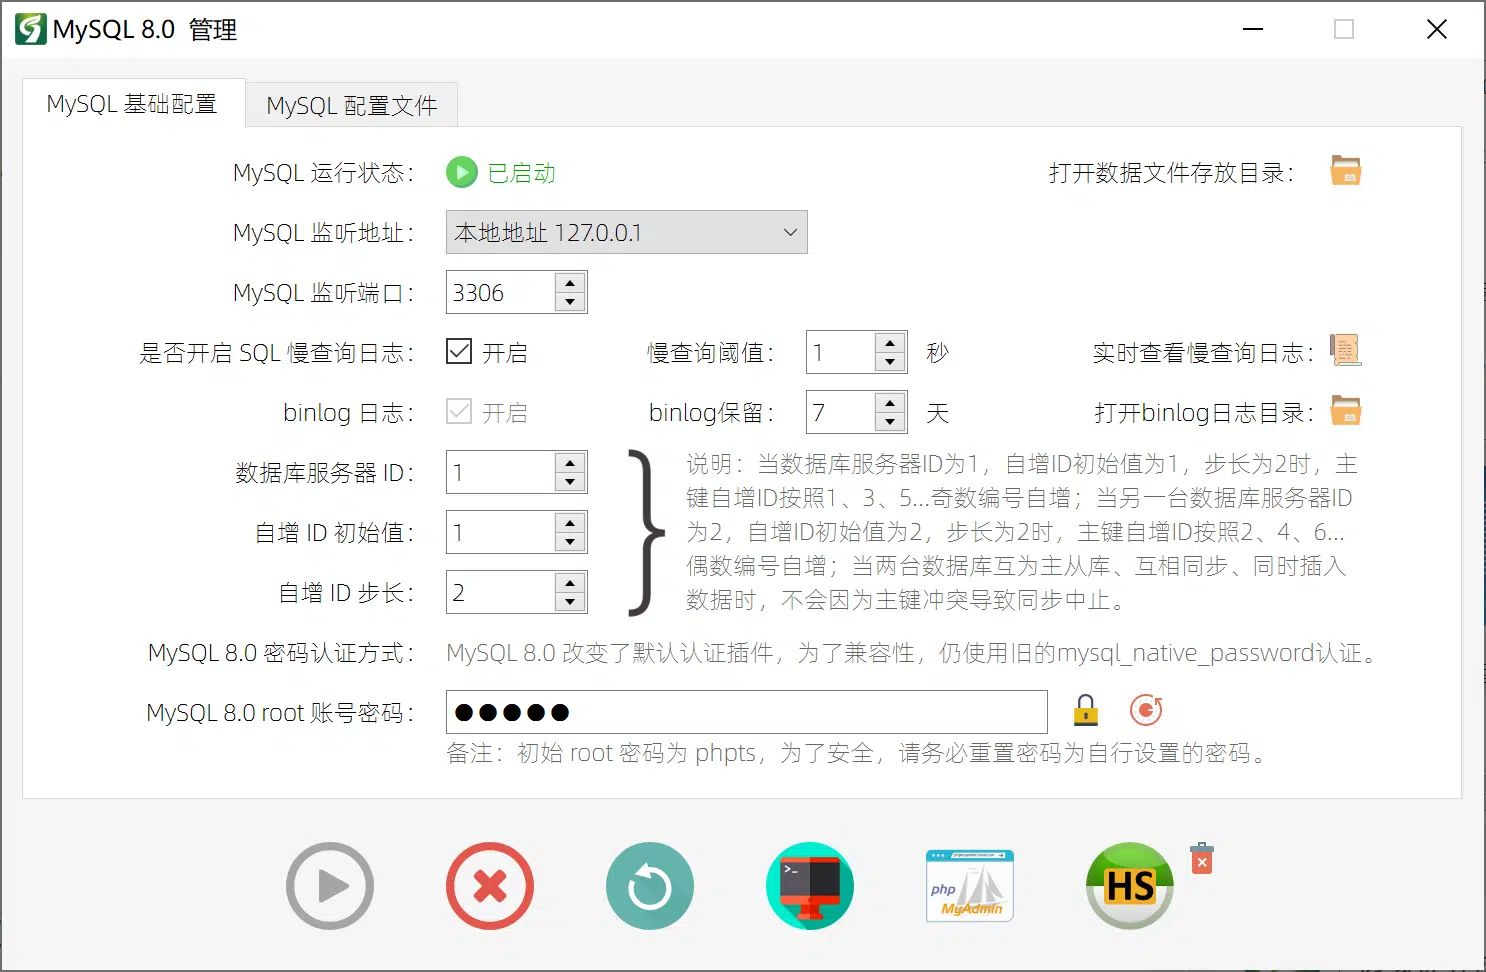 MySQL 8.0 管理
MySQL 基础配置 MySQL 配置文件
MySQL 运行状态： 已启动 打开数据文件存放目录：
MySQL 监听地址： 本地地址 127.0.0.1
MySQL 监听端口： 3306
是否开启 SQL 慢查询日志： 开启 慢查询阈值： 1 秒 实时查看慢查询日志：
binlog 日志： 开启 binlog保留： 7 天 打开binlog日志目录：
数据库服务器 ID： 1
自增 ID 初始值： 1
自增 ID 步长： 2
说明：当数据库服务器ID为1，自增ID初始值为1，步长为2时，主
键自增ID按照1、3、5...奇数编号自增；当另一台数据库服务器ID
为2，自增ID初始值为2，步长为2时，主键自增ID按照2、4、6...
偶数编号自增；当两台数据库互为主从库、互相同步、同时插入
数据时，不会因为主键冲突导致同步中止。
MySQL 8.0 密码认证方式： MySQL 8.0 改变了默认认证插件，为了兼容性，仍使用旧的mysql_native_password认证。
MySQL 8.0 root 账号密码： ●●●●●
备注：初始 root 密码为 phpts，为了安全，请务必重置密码为自行设置的密码。
>_
php
MyAdmin
HS